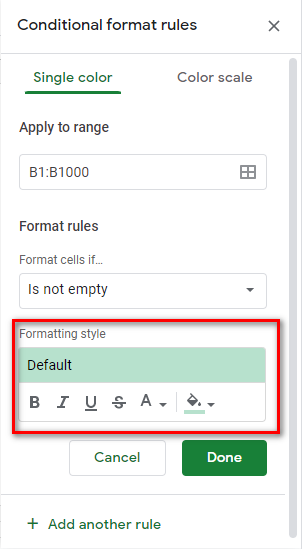 Conditional format rules
Single color Color scale
Apply to range
B1:B1000
Format rules
Format cells if…
Is not empty
Formatting style
Default
B I U S A
Cancel Done
+ Add another rule